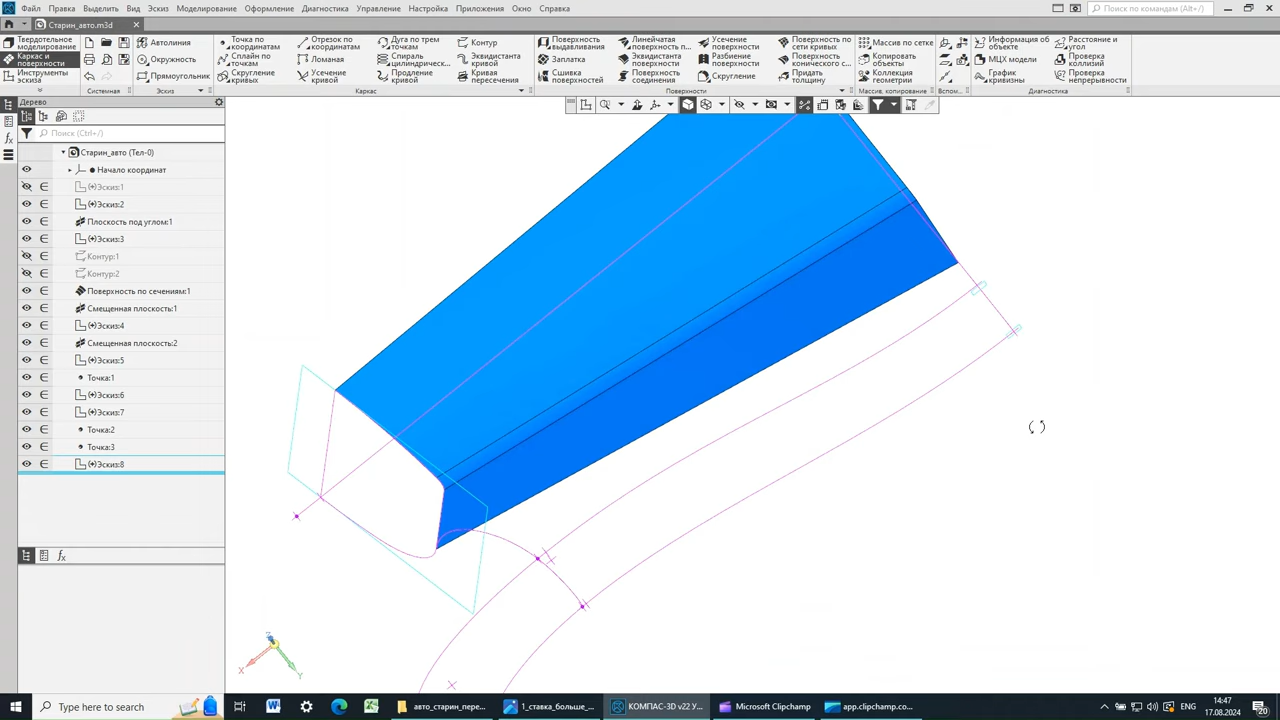 Файл Правка Выделить Вид Эскиз Моделирование Оформление Диагностика Управление Настройка Приложения Окно Справка Поиск по командам (Alt+/)
Старин_авто.m3d
Твердотельное моделирование Автолиния Точка по координатам Отрезок по координатам Дуга по трем точкам Контур Поверхность выдавливания Линейчатая поверхность п... Усечение поверхности Поверхность по сети кривых Массив по сетке Информация об объекте Расстояние и угол
Каркас и поверхности Окружность Сплайн по точкам Ломаная Спираль цилиндрическ... Эквидистанта кривой Заплатка Эквидистанта поверхности Разбиение поверхности Поверхность коническог... Копировать объекты МЦХ модели Проверка коллизий
Инструменты эскиза Прямоугольник Скругление кривых Усечение кривой Продление кривой Кривая пересечения Сшивка поверхностей Поверхность соединения Скругление Придать толщину Коллекция геометрии График кривизны Проверка непрерывности
Системная Эскиз Каркас Поверхности Массив, копирование Вспом... Диагностика
Дерево
Поиск (Ctrl+/)
Старин_авто (Тел-0)
Начало координат
(+)Эскиз:1
(+)Эскиз:2
Плоскость под углом:1
(+)Эскиз:3
Контур:1
Контур:2
Поверхность по сечениям:1
Смещенная плоскость:1
(+)Эскиз:4
Смещенная плоскость:2
(+)Эскиз:5
Точка:1
(+)Эскиз:6
(+)Эскиз:7
Точка:2
Точка:3
(+)Эскиз:8
Z
X
Y
Type here to search авто_старин_пере... 1_ставка_больше_... КОМПАС-3D v22 У... Microsoft Clipchamp app.clipchamp.co... ENG 14:47
17.08.2024 20